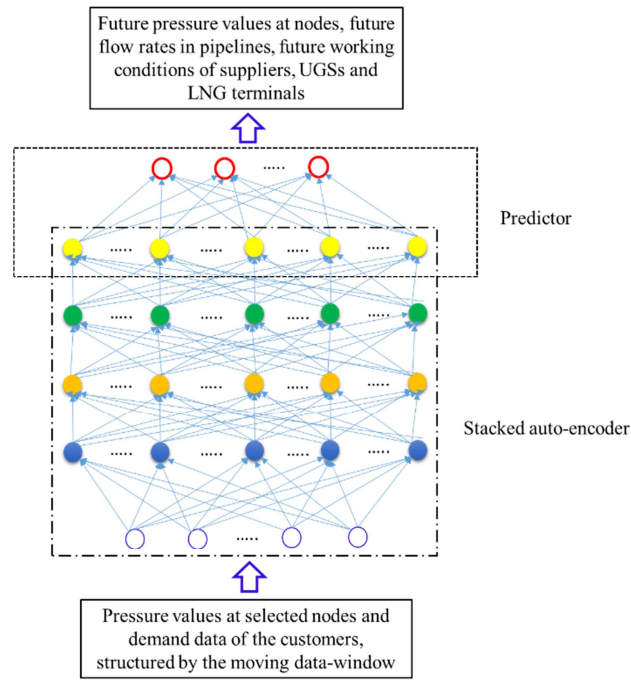 Future pressure values at nodes, future
flow rates in pipelines, future working
conditions of suppliers, UGSs and
LNG terminals
.....
Predictor
..... ..... ..... .....
..... ..... ..... .....
..... ..... ..... .....
Stacked auto-encoder
..... ..... ..... .....
.....
Pressure values at selected nodes and
demand data of the customers,
structured by the moving data-window